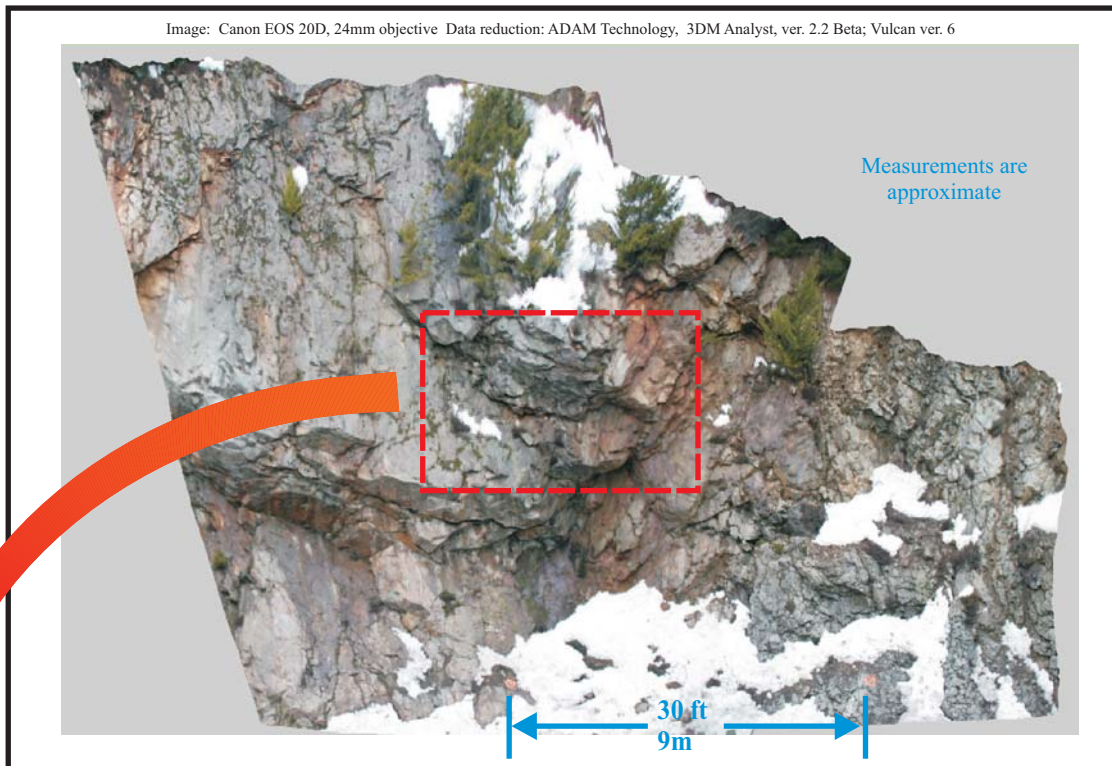 Image: Canon EOS 20D, 24mm objective Data reduction: ADAM Technology, 3DM Analyst, ver. 2.2 Beta; Vulcan ver. 6
Measurements are
approximate
30 ft
9m